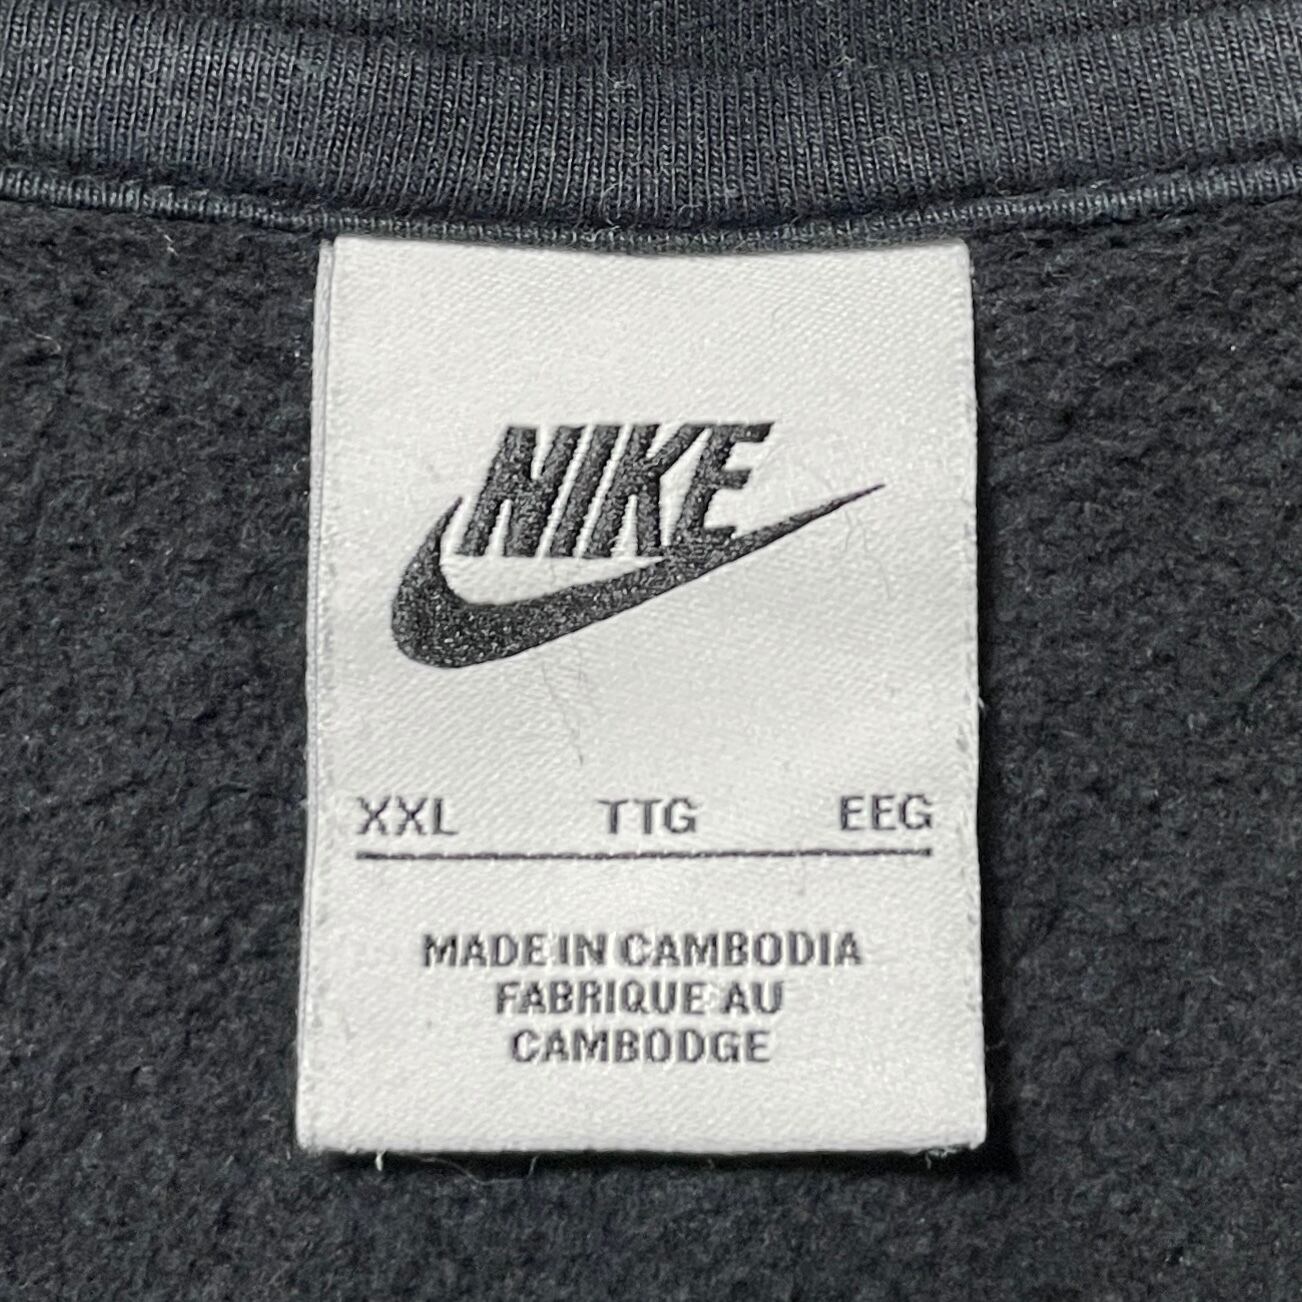 NIKE
XXL TTG EEG
MADE IN CAMBODIA
FABRIQUE AU
CAMBODGE